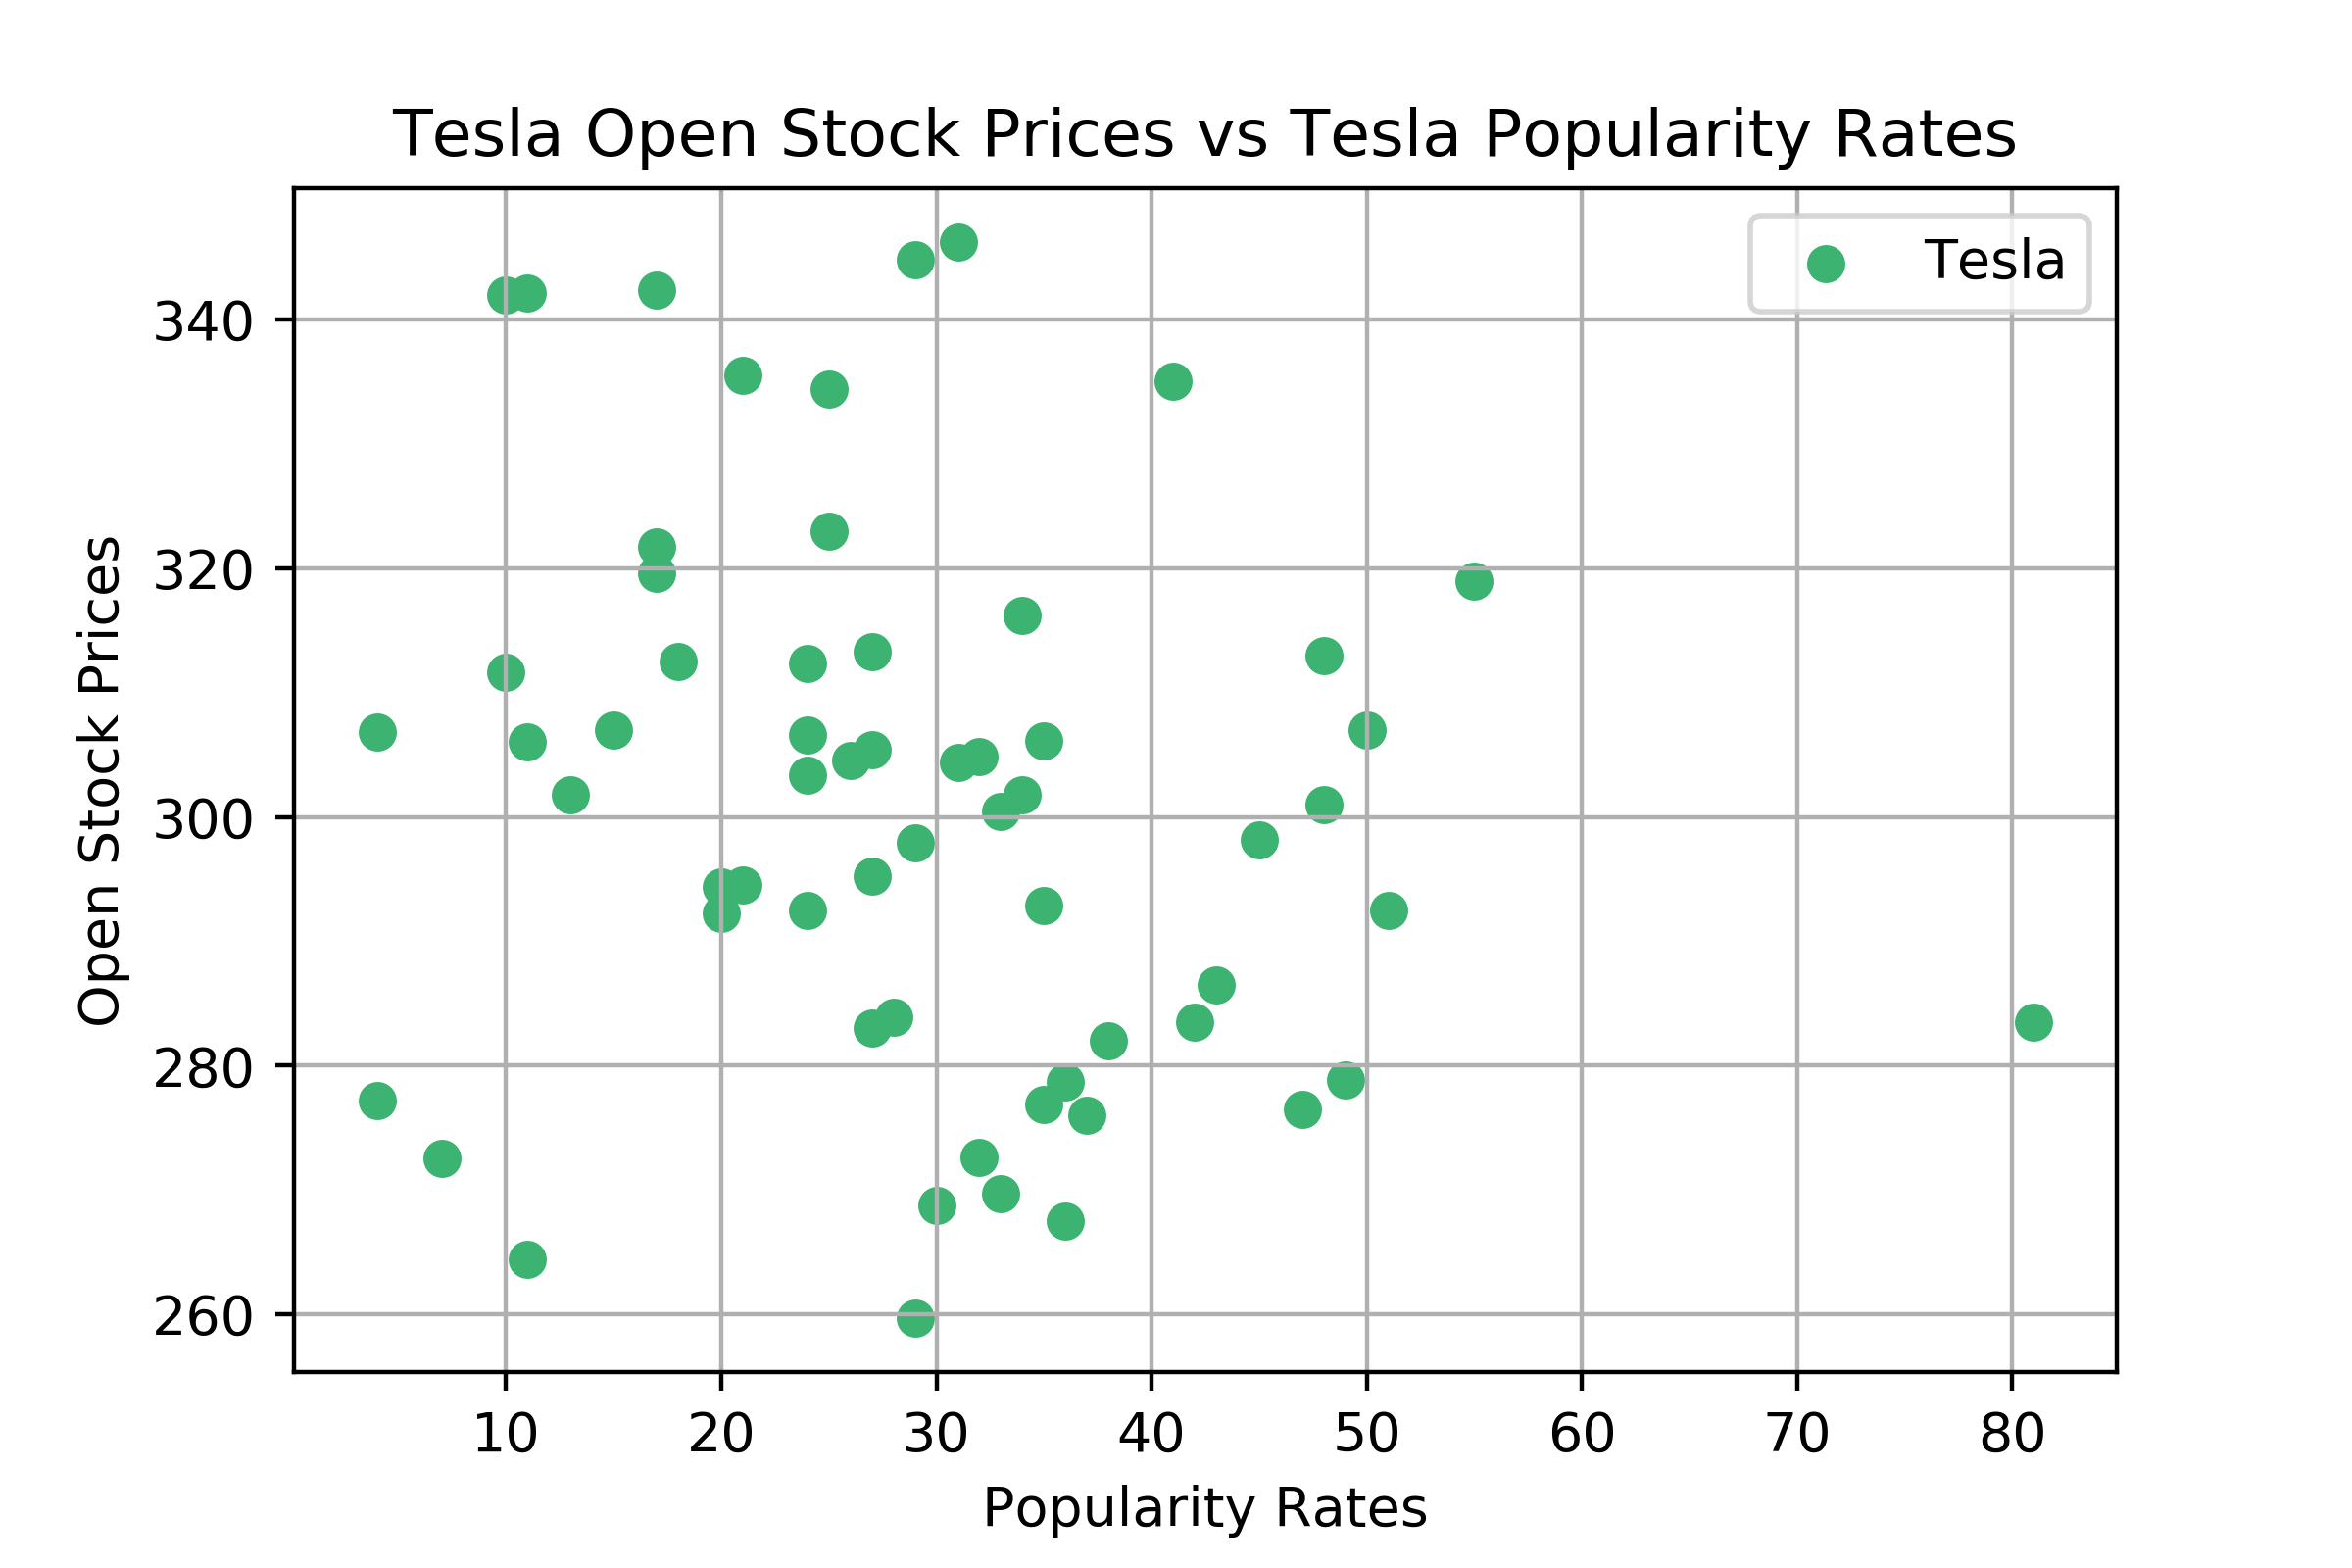 Tesla Open Stock Prices vs Tesla Popularity Rates
Tesla
Open Stock Prices
340
320
300
280
260
10 20 30 40 50 60 70 80
Popularity Rates